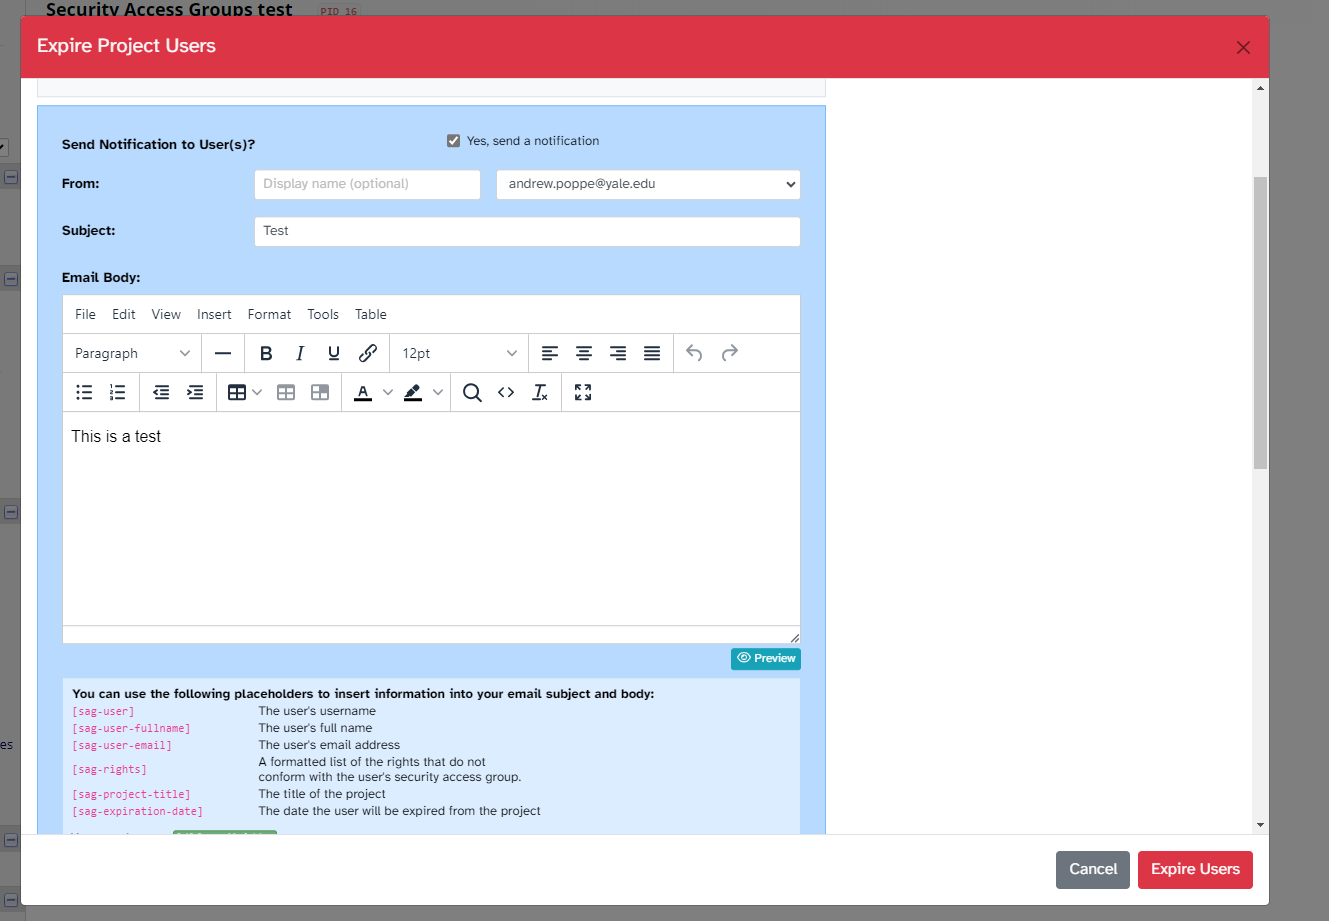 Security Access Groups test PID 16
Expire Project Users
Send Notification to User(s)? Yes, send a notification
From: Display name (optional) andrew.poppe@yale.edu
Subject: Test
Email Body:
File Edit View Insert Format Tools Table
Paragraph B I U 12pt
A
This is a test
Preview
You can use the following placeholders to insert information into your email subject and body:
[sag-user] The user's username
[sag-user-fullname] The user's full name
[sag-user-email] The user's email address
[sag-rights] A formatted list of the rights that do not
conform with the user's security access group.
[sag-project-title] The title of the project
[sag-expiration-date] The date the user will be expired from the project
es
Cancel Expire Users